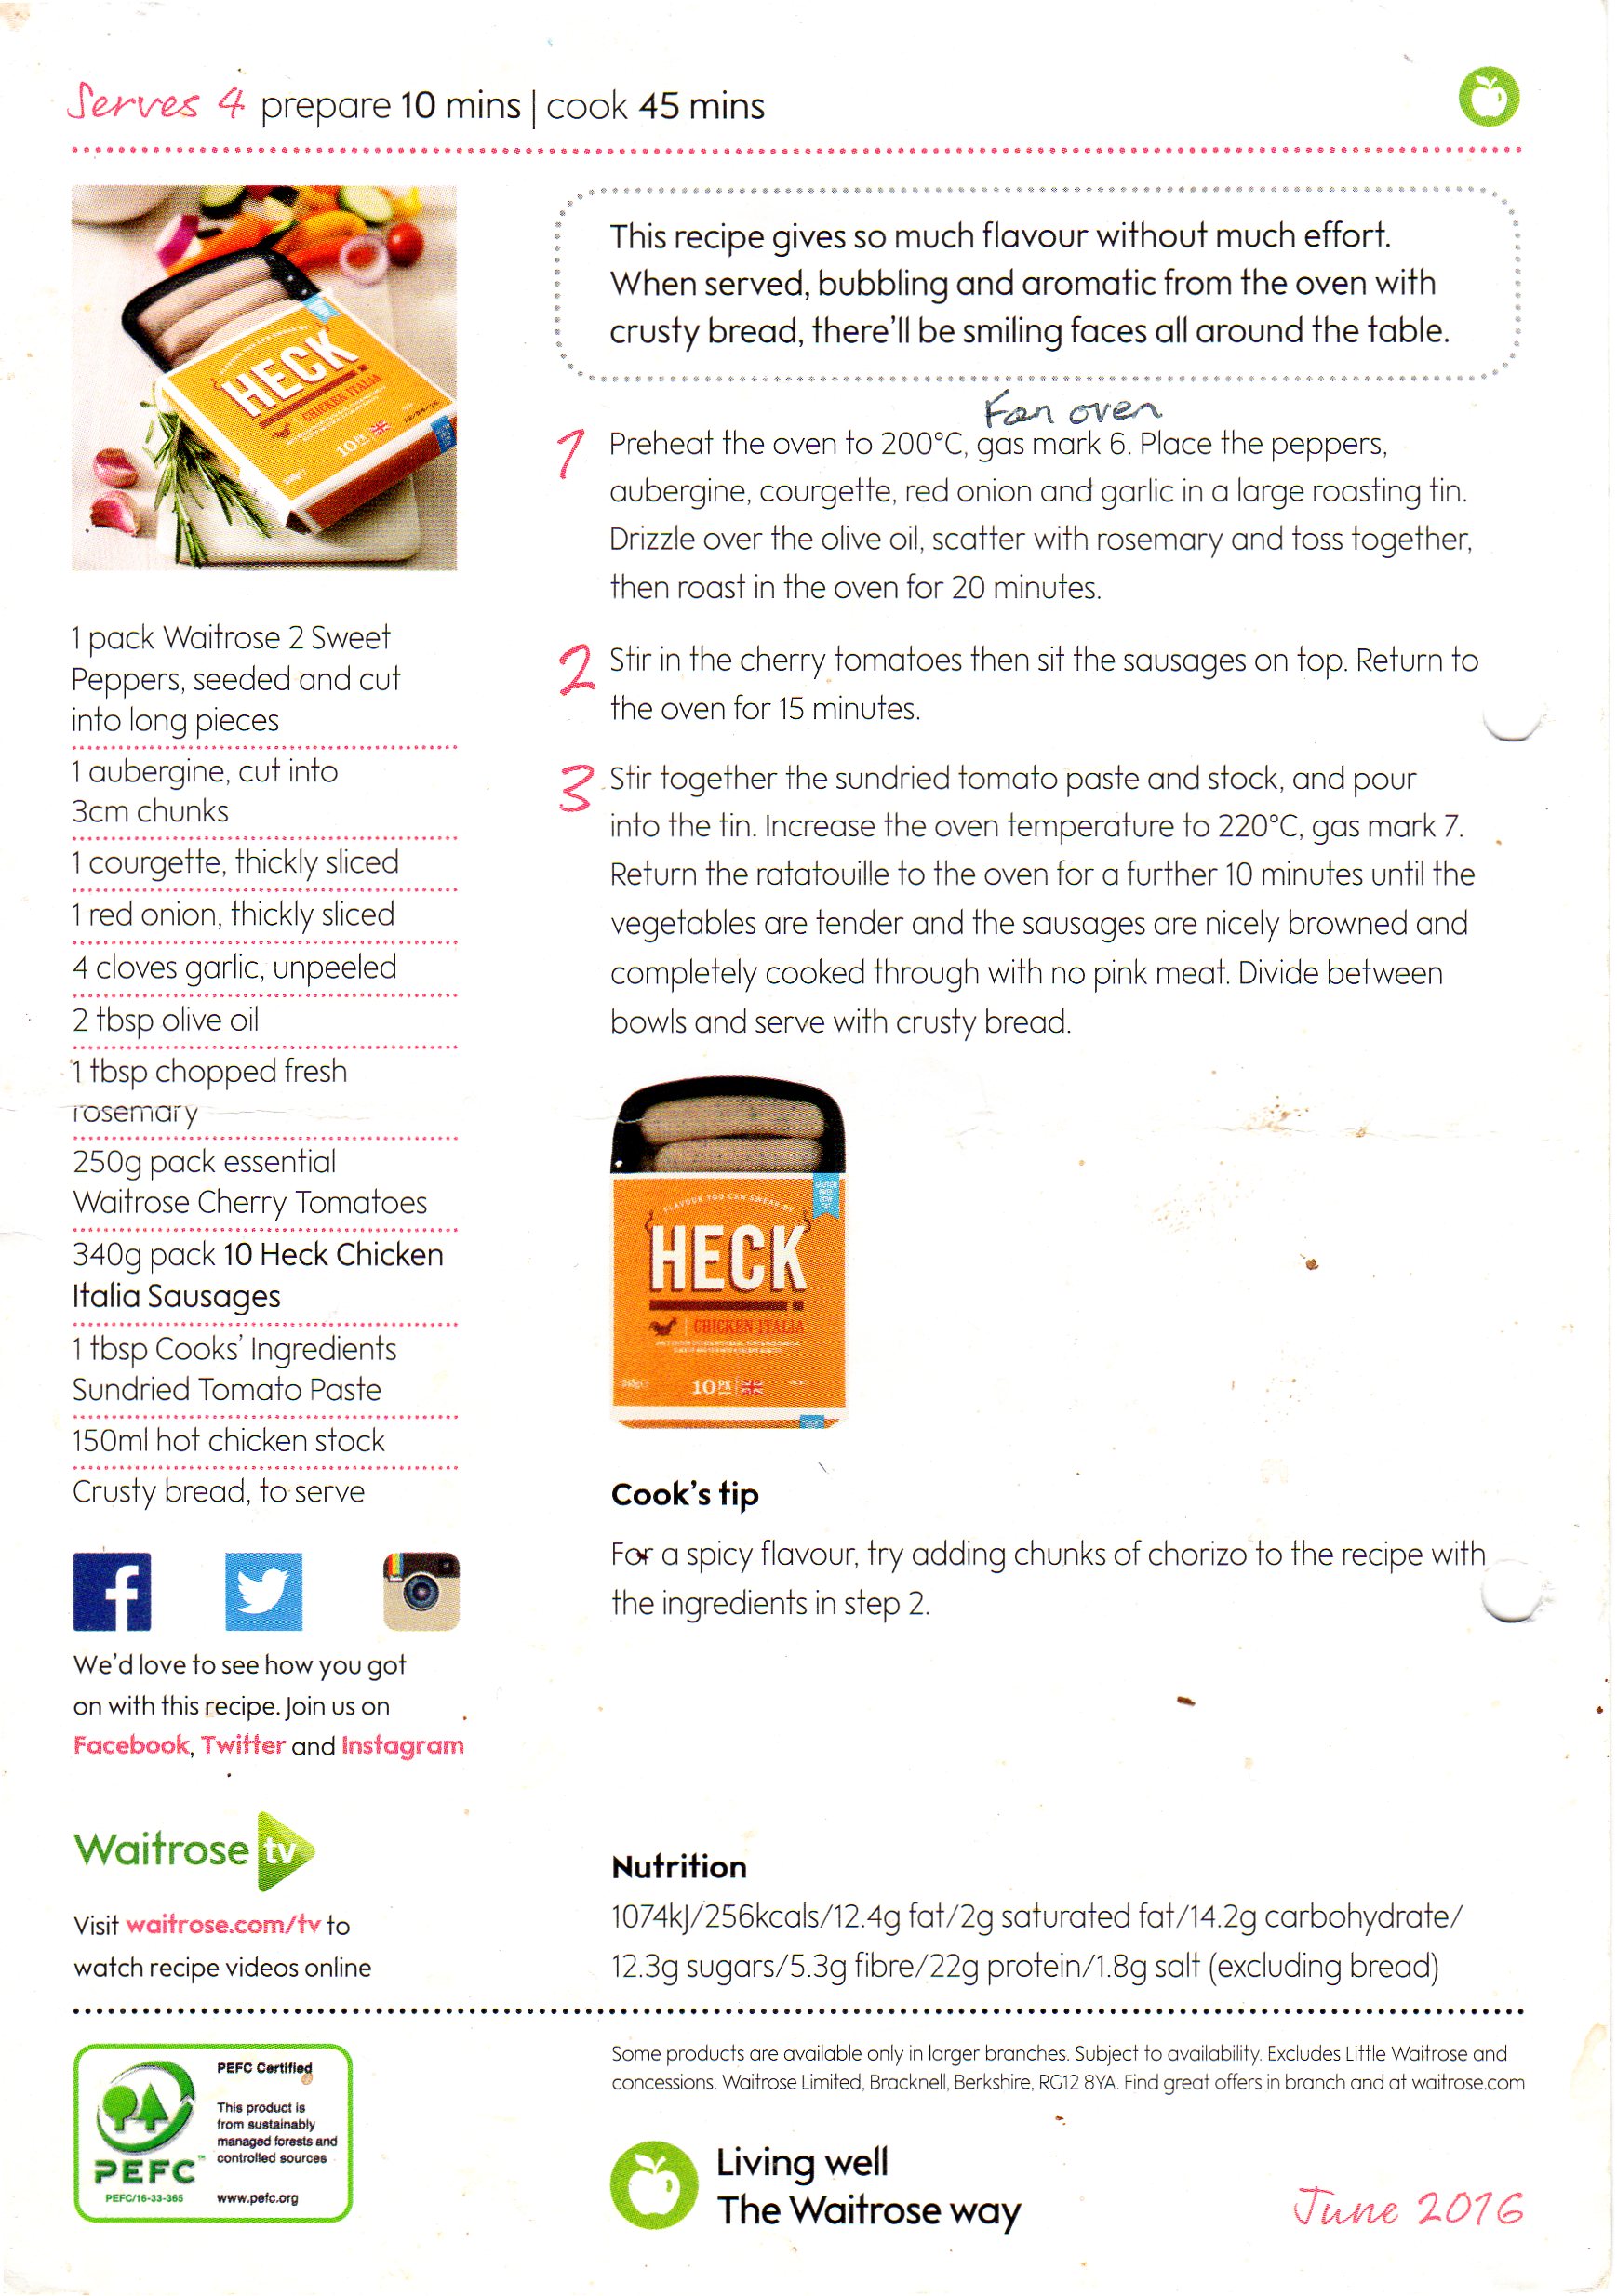 Serves 4 prepare 10 mins | cook 45 mins
HECK
CHICKEN ITALIA
10PK
This recipe gives so much flavour without much effort.
When served, bubbling and aromatic from the oven with
crusty bread, there'll be smiling faces all around the table.
Fan oven
1 Preheat the oven to 200°C, gas mark 6. Place the peppers,
aubergine, courgette, red onion and garlic in a large roasting tin.
Drizzle over the olive oil, scatter with rosemary and toss together,
then roast in the oven for 20 minutes.
2 Stir in the cherry tomatoes then sit the sausages on top. Return to
the oven for 15 minutes.
3 Stir together the sundried tomato paste and stock, and pour
into the tin. Increase the oven temperature to 220°C, gas mark 7.
Return the ratatouille to the oven for a further 10 minutes until the
vegetables are tender and the sausages are nicely browned and
completely cooked through with no pink meat. Divide between
bowls and serve with crusty bread.
1 pack Waitrose 2 Sweet
Peppers, seeded and cut
into long pieces
1 aubergine, cut into
3cm chunks
1 courgette, thickly sliced
1 red onion, thickly sliced
4 cloves garlic, unpeeled
2 tbsp olive oil
1 tbsp chopped fresh
rosemary
250g pack essential
Waitrose Cherry Tomatoes
340g pack 10 Heck Chicken
Italia Sausages
1 tbsp Cooks' Ingredients
Sundried Tomato Paste
150ml hot chicken stock
Crusty bread, to serve
FLAVOUR YOU CAN SWEAR BY
GLUTEN
FREE
LOW
FAT
HECK
CHICKEN ITALIA
340g
10PK
Cook's tip
For a spicy flavour, try adding chunks of chorizo to the recipe with
the ingredients in step 2.
We'd love to see how you got
on with this recipe. Join us on
Facebook, Twitter and Instagram
Waitrose tv
Visit waitrose.com/tv to
watch recipe videos online
Nutrition
1074kJ/256kcals/12.4g fat/2g saturated fat/14.2g carbohydrate/
12.3g sugars/5.3g fibre/22g protein/1.8g salt (excluding bread)
PEFC Certified
This product is
from sustainably
managed forests and
controlled sources
www.pefc.org
PEFC™
PEFC/16-33-365
Some products are available only in larger branches. Subject to availability. Excludes Little Waitrose and
concessions. Waitrose Limited, Bracknell, Berkshire, RG12 8YA. Find great offers in branch and at waitrose.com
Living well
The Waitrose way
June 2016